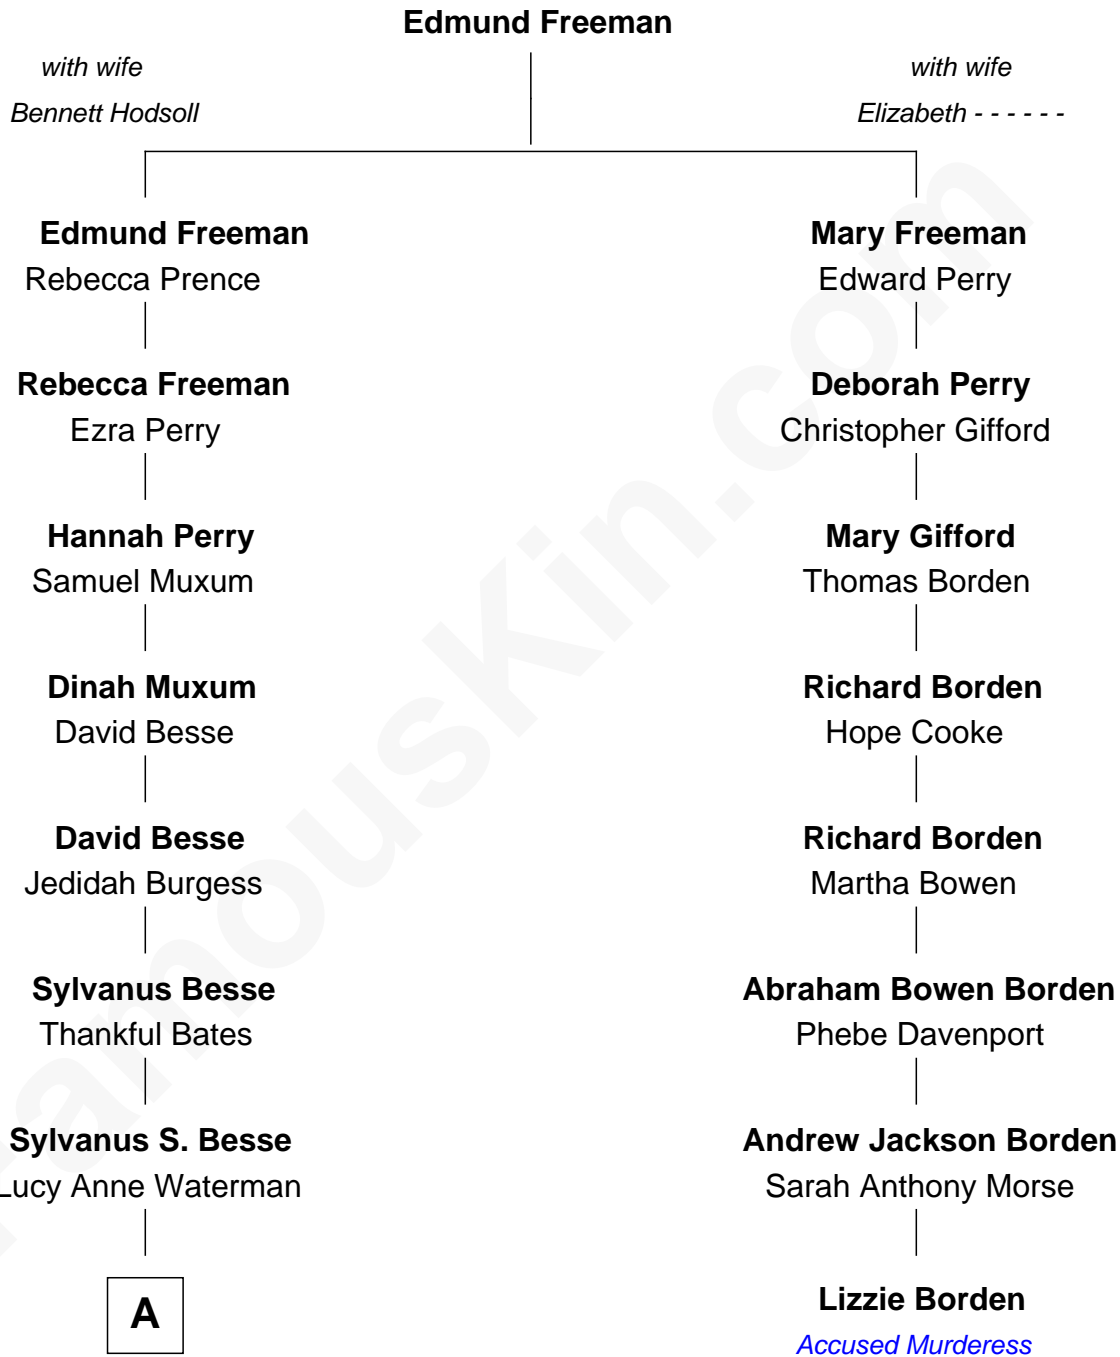 Edmund Freeman
with wife
Bennett Hodsoll
with wife
Elizabeth - - - - - -
Edmund Freeman
Rebecca Prence
Mary Freeman
Edward Perry
Rebecca Freeman
Ezra Perry
Deborah Perry
Christopher Gifford
Hannah Perry
Samuel Muxum
Mary Gifford
Thomas Borden
Dinah Muxum
David Besse
Richard Borden
Hope Cooke
David Besse
Jedidah Burgess
Richard Borden
Martha Bowen
Sylvanus Besse
Thankful Bates
Abraham Bowen Borden
Phebe Davenport
Sylvanus S. Besse
Lucy Anne Waterman
Andrew Jackson Borden
Sarah Anthony Morse
A
Lizzie Borden
Accused Murderess
FamousKin.com